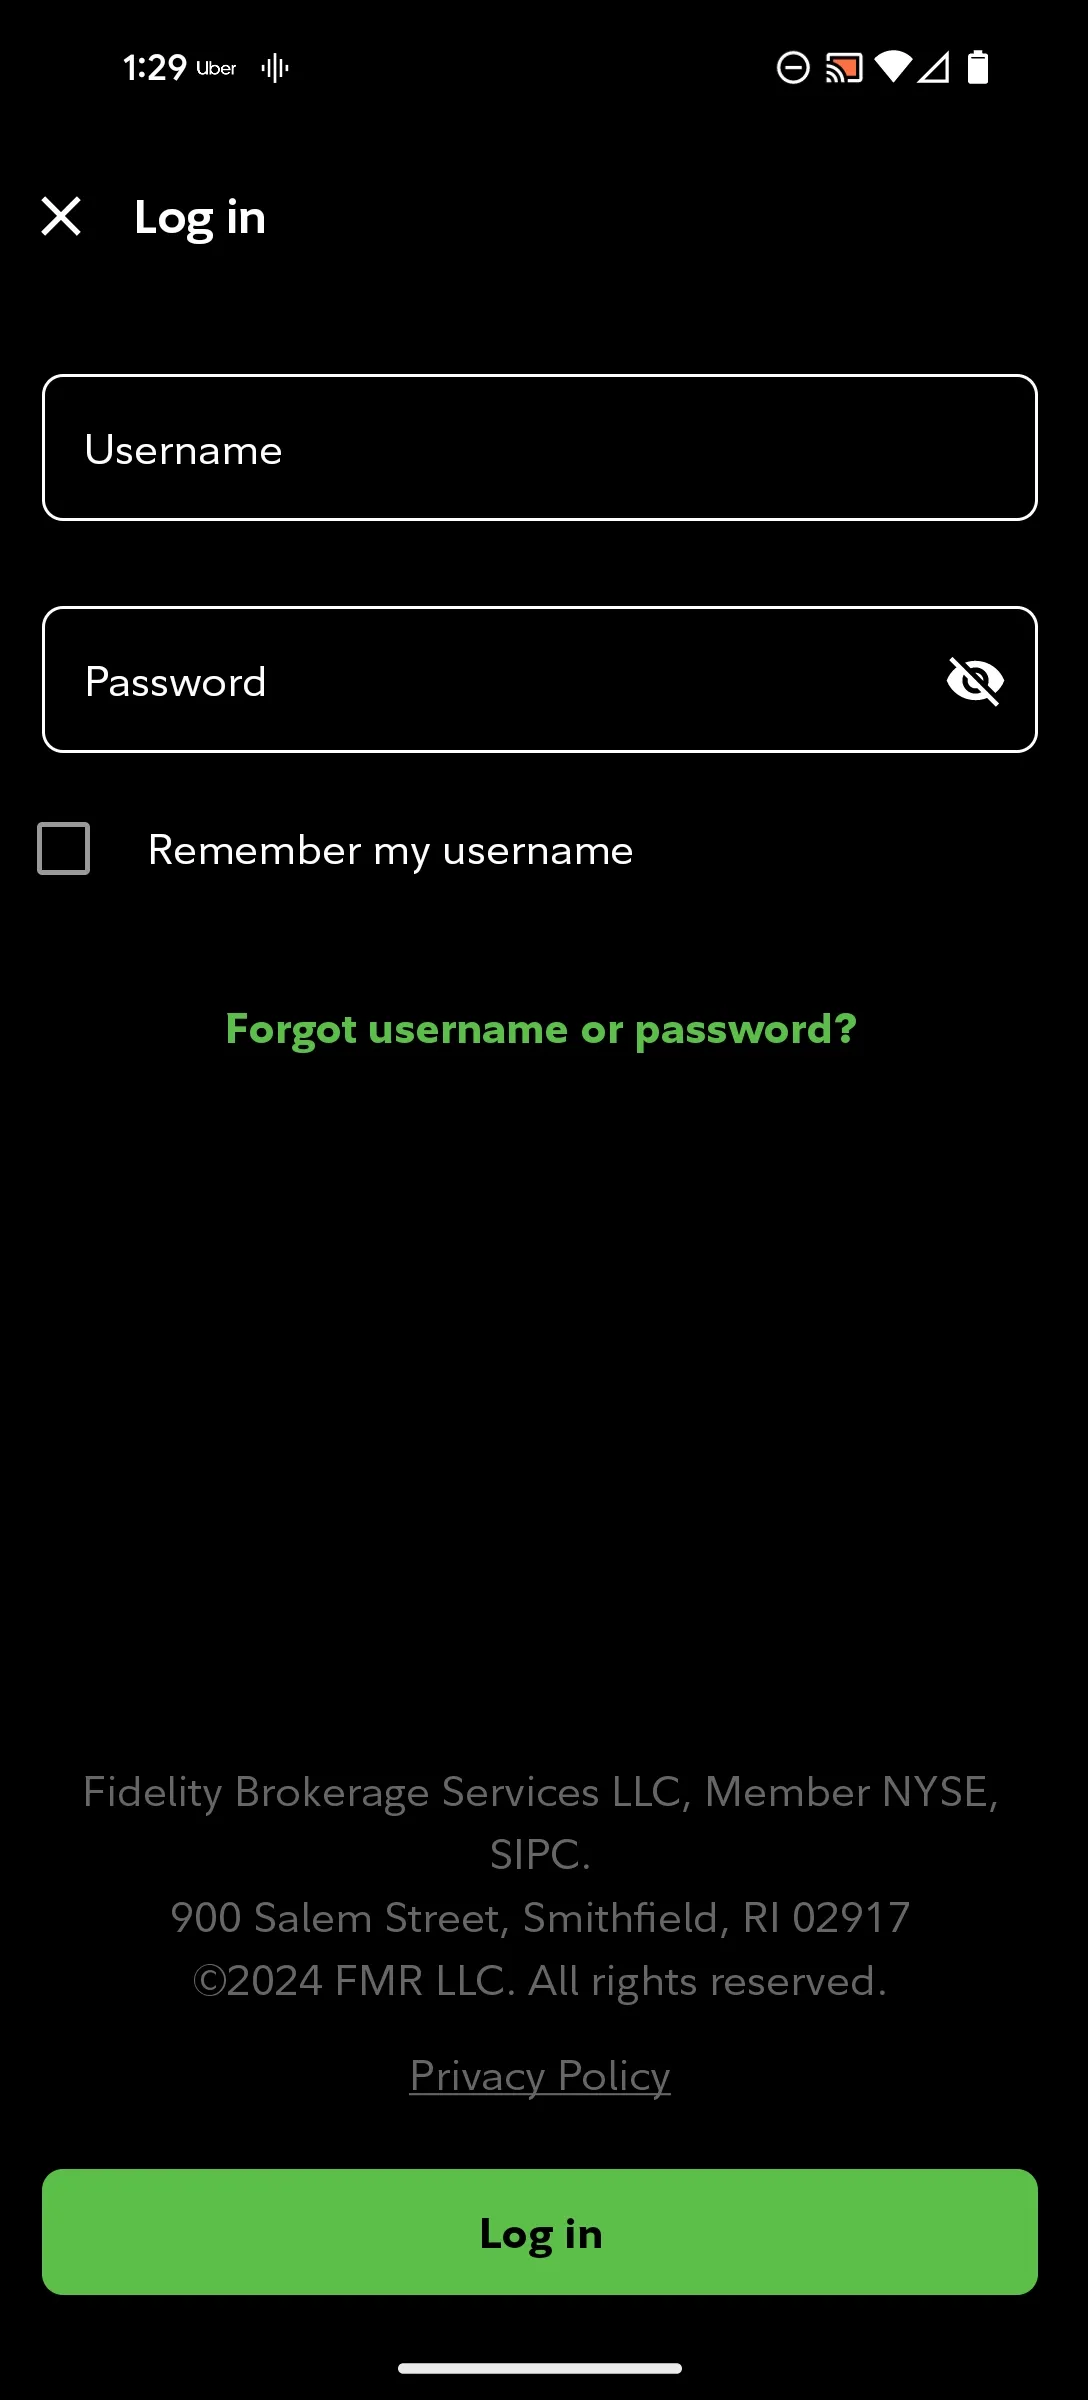 1:29 Uber
Log in
Username
Password
Remember my username
Forgot username or password?
Fidelity Brokerage Services LLC, Member NYSE,
SIPC.
900 Salem Street, Smithfield, RI 02917
©2024 FMR LLC. All rights reserved.
Privacy Policy
Log in